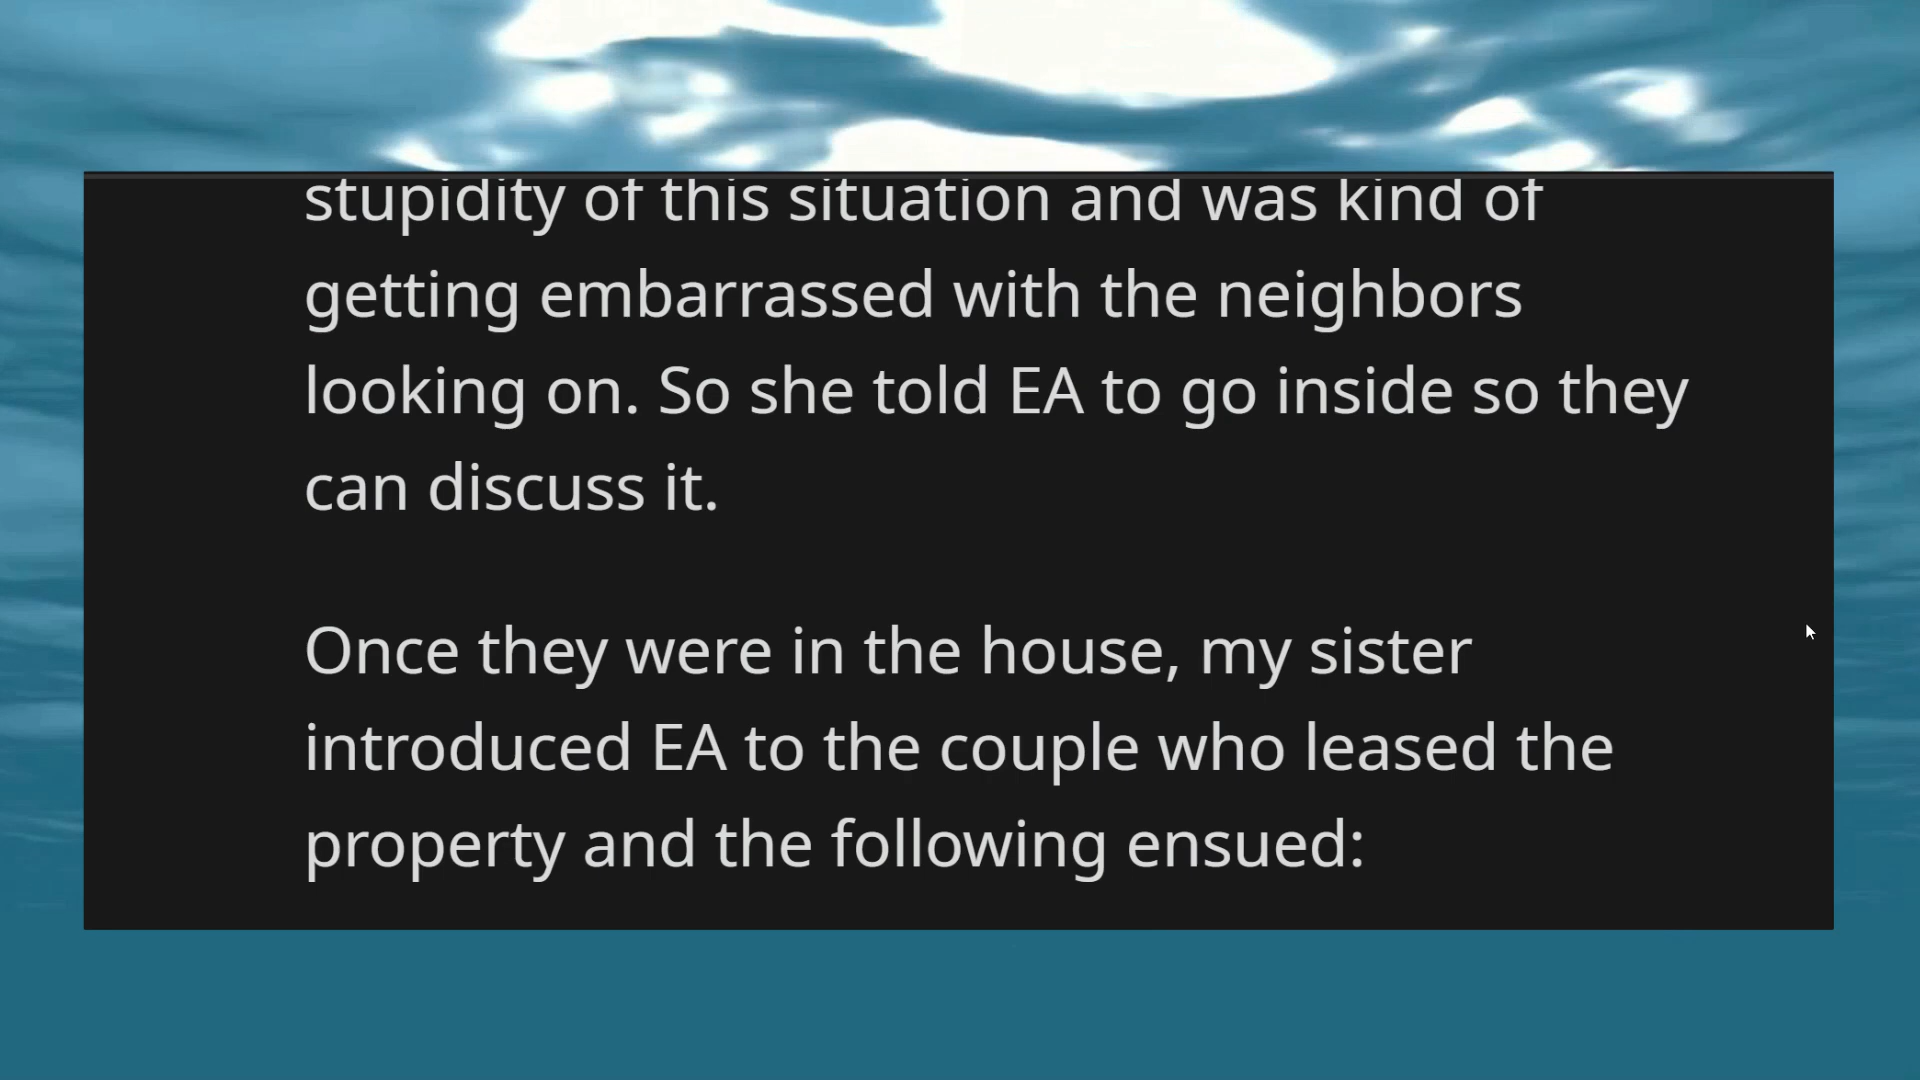 stupidity of this situation and was kind of
getting embarrassed with the neighbors
looking on. So she told EA to go inside so they
can discuss it.
Once they were in the house, my sister
introduced EA to the couple who leased the
property and the following ensued: